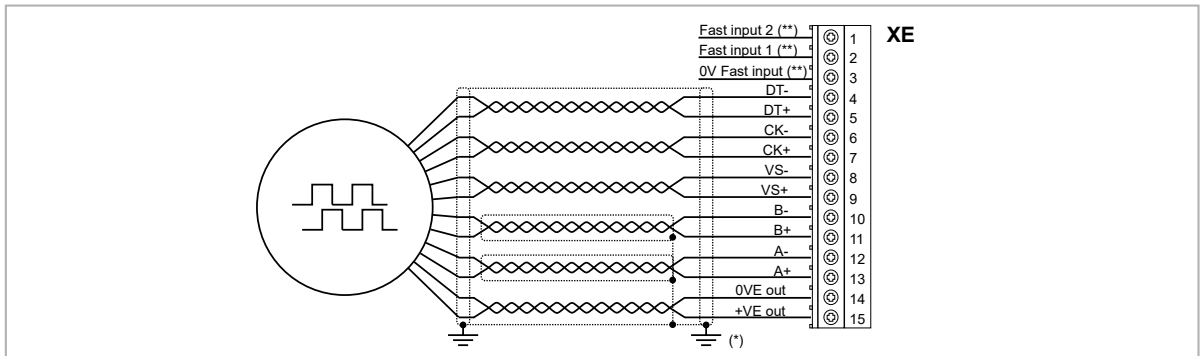 Fast input 2 (**) 1 XE
Fast input 1 (**) 2
0V Fast input (**) 3
DT- 4
DT+ 5
CK- 6
CK+ 7
VS- 8
VS+ 9
B- 10
B+ 11
A- 12
A+ 13
0VE out 14
+VE out 15
(*)